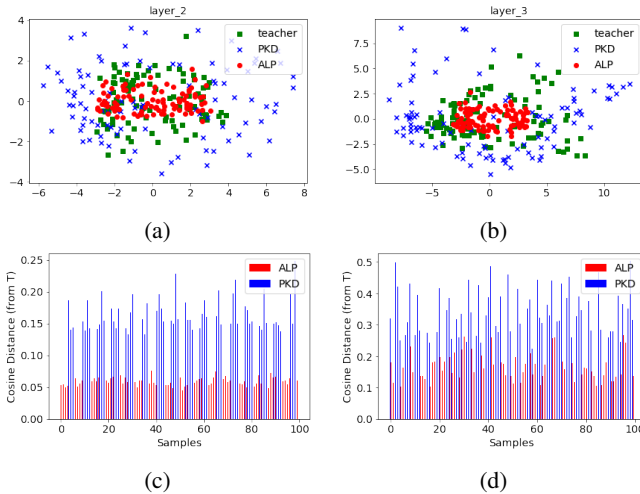 layer_2
4
2
0
−2
−4
−6 −4 −2 0 2 4 6 8
teacher
PKD
ALP
(a)
layer_3
7.5
5.0
2.5
0.0
−2.5
−5.0
−5 0 5 10
teacher
PKD
ALP
(b)
Cosine Distance (from T)
0.25
0.20
0.15
0.10
0.05
0.00
0 20 40 60 80 100
Samples
ALP
PKD
(c)
Cosine Distance (from T)
0.5
0.4
0.3
0.2
0.1
0.0
0 20 40 60 80 100
Samples
ALP
PKD
(d)